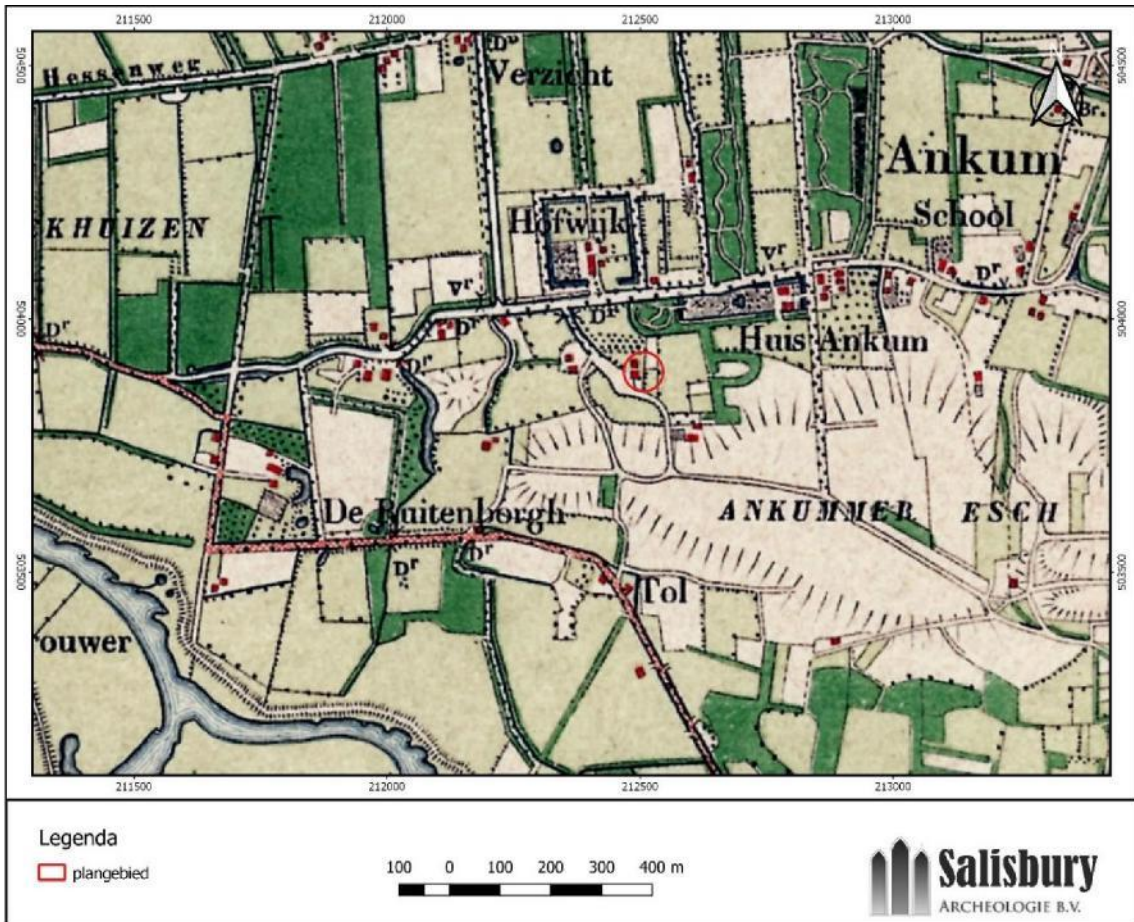 211500 212000 212500 213000
504500 504500
Hessenweg
Dʳ
Verzicht
Br.
Ankum
KHUIZEN
Hofwijk
School
Vʳ Vʳ Dʳ
504000 504000
Dʳ Dʳ Dʳ
Huis Ankum
Dʳ
De Ruitenborgh
ANKUMMER ESCH
503500 503500
Dʳ Dʳ
Tol
ouwer
211500 212000 212500 213000
Legenda
plangebied
100 0 100 200 300 400 m
Salisbury
ARCHEOLOGIE B.V.